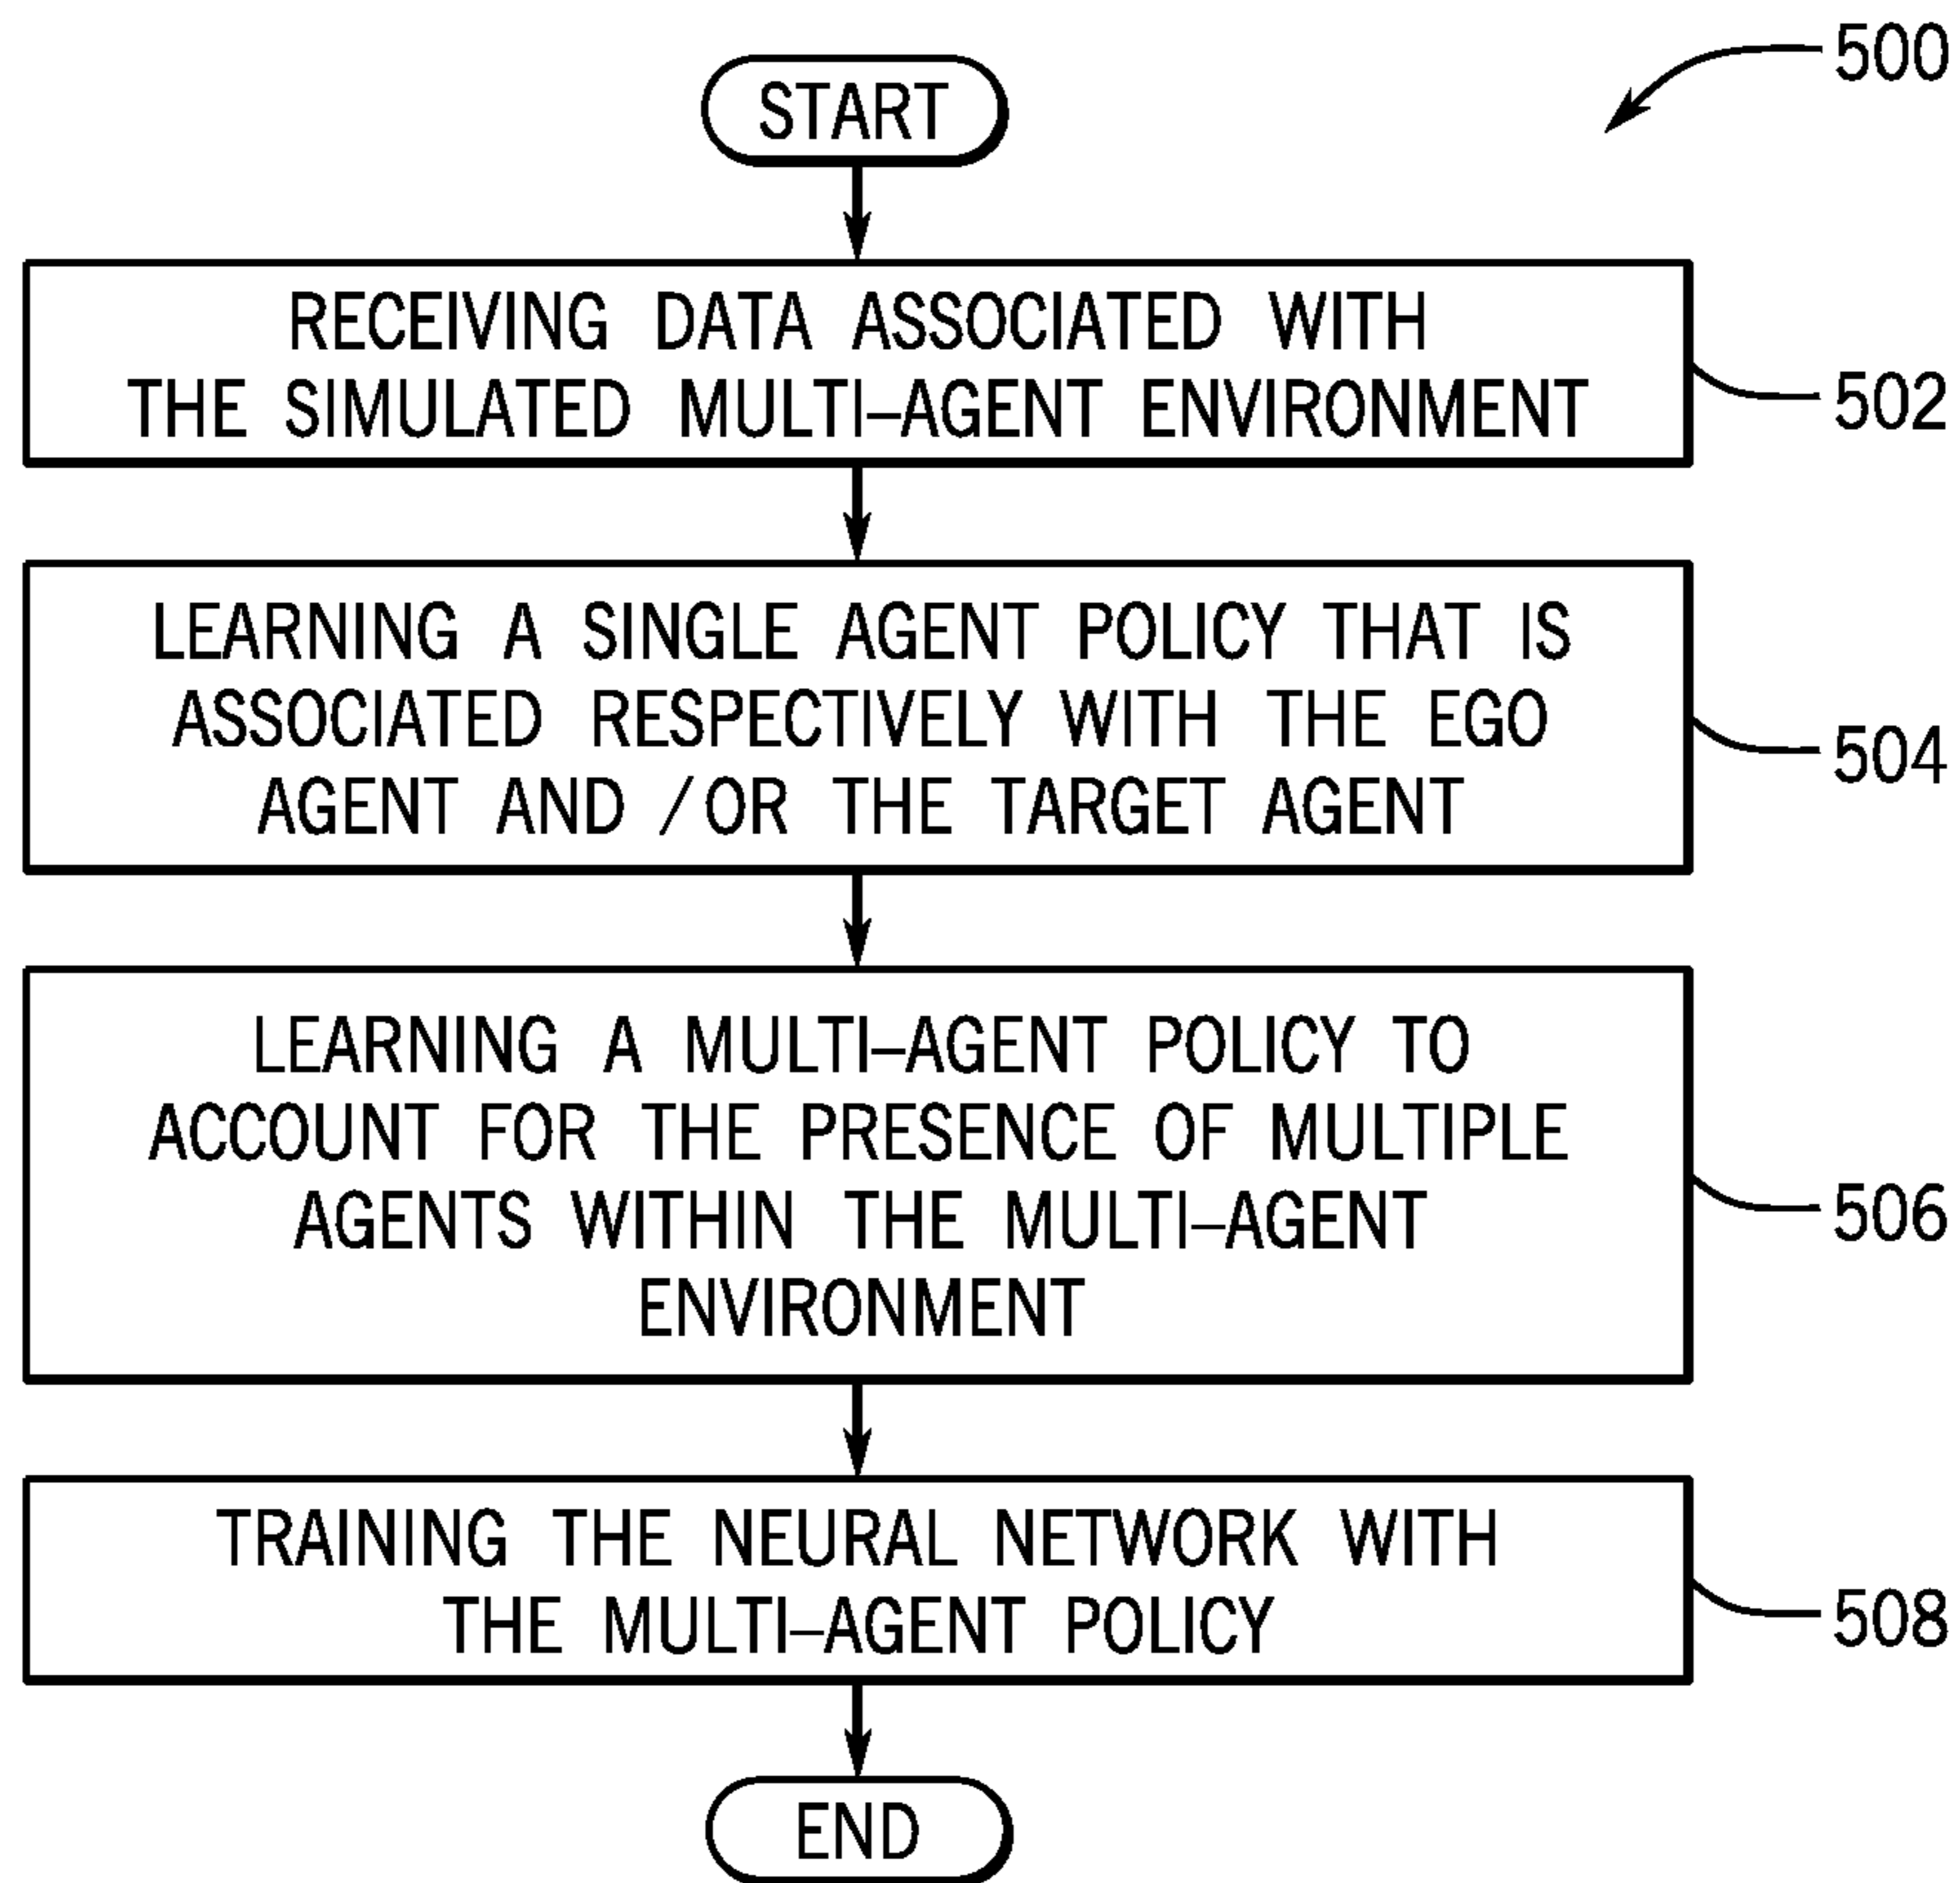 500
START
RECEIVING DATA ASSOCIATED WITH
THE SIMULATED MULTI–AGENT ENVIRONMENT
502
LEARNING A SINGLE AGENT POLICY THAT IS
ASSOCIATED RESPECTIVELY WITH THE EGO
AGENT AND /OR THE TARGET AGENT
504
LEARNING A MULTI–AGENT POLICY TO
ACCOUNT FOR THE PRESENCE OF MULTIPLE
AGENTS WITHIN THE MULTI–AGENT
ENVIRONMENT
506
TRAINING THE NEURAL NETWORK WITH
THE MULTI–AGENT POLICY
508
END